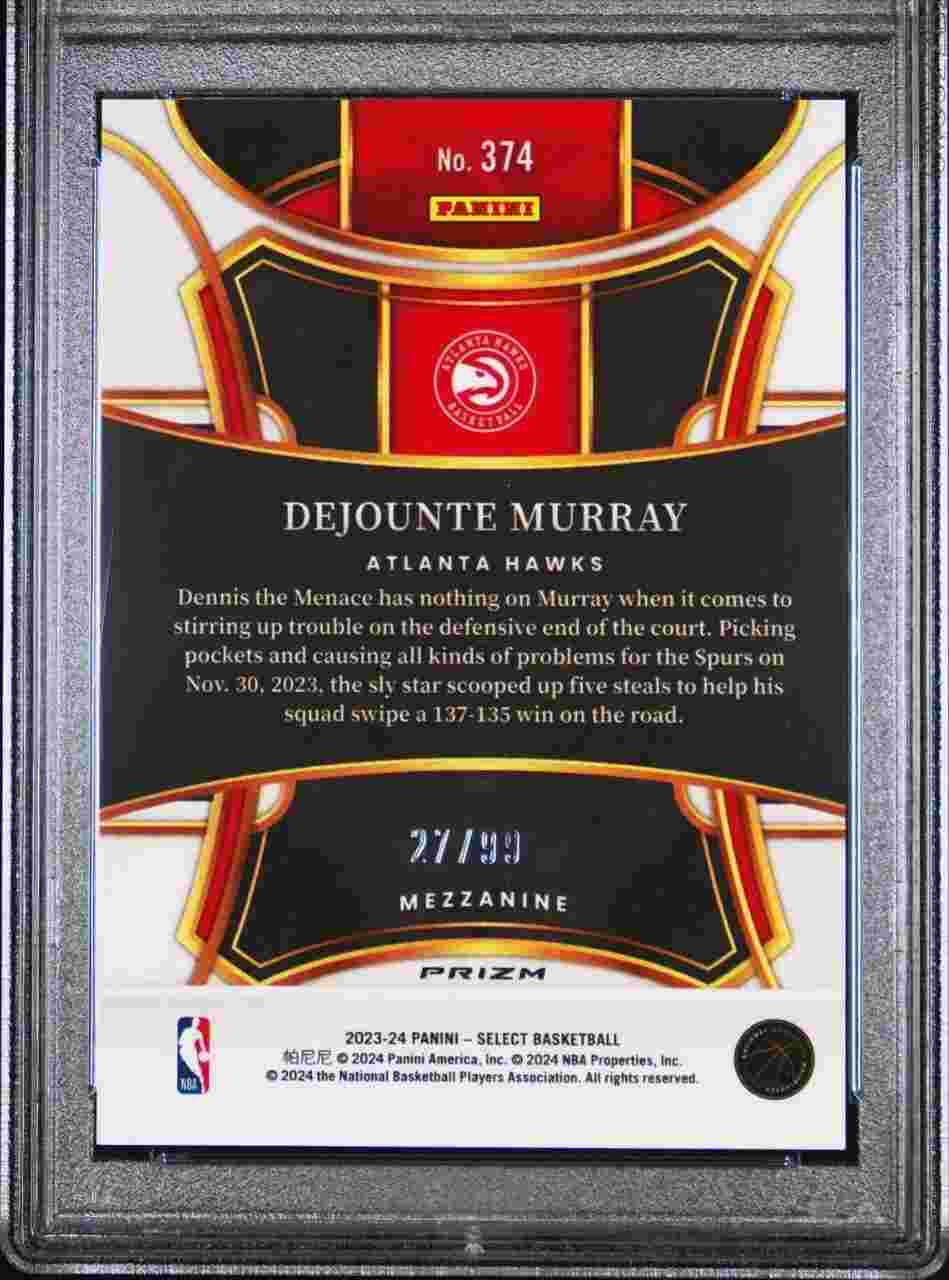 No. 374
PANINI
ATLANTA HAWKS
BASKETBALL
DEJOUNTE MURRAY
ATLANTA HAWKS
Dennis the Menace has nothing on Murray when it comes to
stirring up trouble on the defensive end of the court. Picking
pockets and causing all kinds of problems for the Spurs on
Nov. 30, 2023, the sly star scooped up five steals to help his
squad swipe a 137-135 win on the road.
27/99
MEZZANINE
PRIZM
2023-24 PANINI – SELECT BASKETBALL
帕尼尼 © 2024 Panini America, Inc. © 2024 NBA Properties, Inc.
© 2024 the National Basketball Players Association. All rights reserved.
NBA